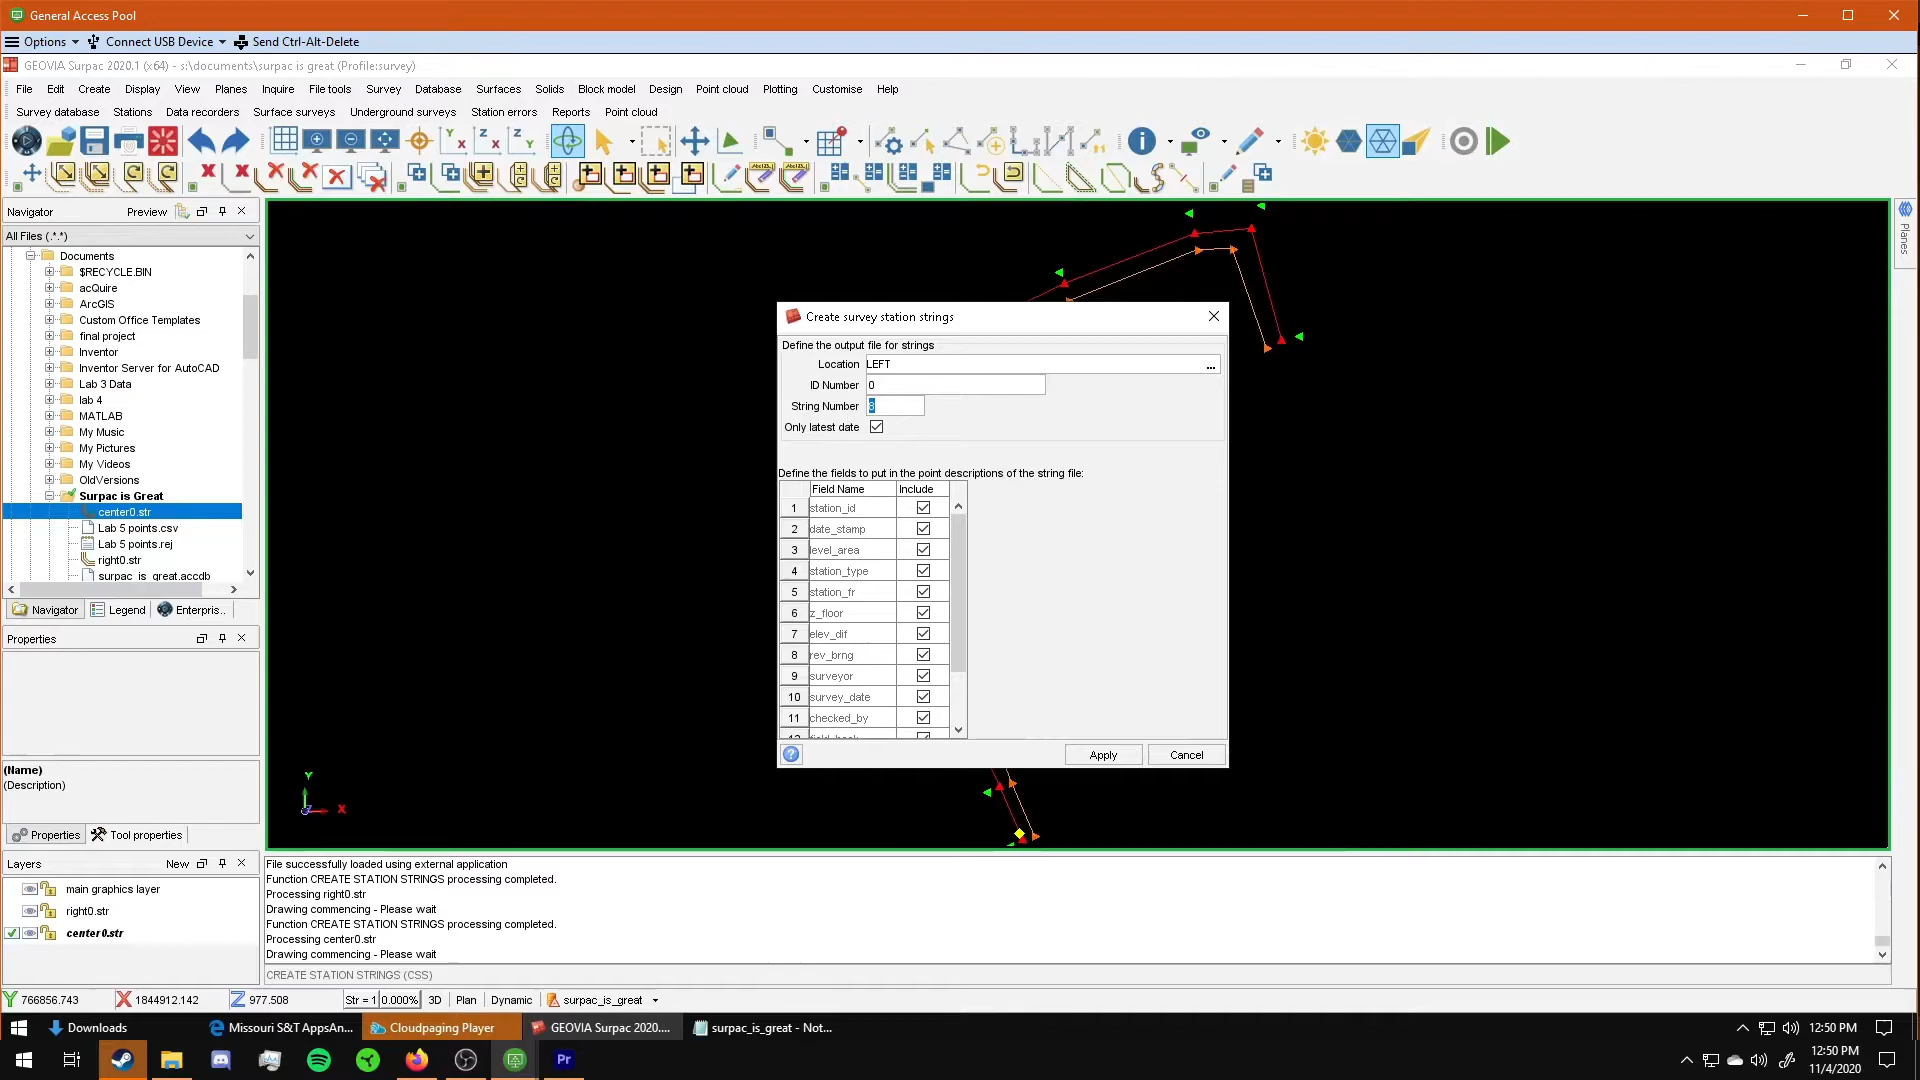 General Access Pool
Options Connect USB Device Send Ctrl-Alt-Delete
GEOVIA Surpac 2020.1 (x64) - s:\documents\surpac is great (Profile:survey)
File Edit Create Display View Planes Inquire File tools Survey Database Surfaces Solids Block model Design Point cloud Plotting Customise Help
Survey database Stations Data recorders Surface surveys Underground surveys Station errors Reports Point cloud
Navigator Preview
All Files (*.*)
Documents
$RECYCLE.BIN
acQuire
ArcGIS
Custom Office Templates
final project
Inventor
Inventor Server for AutoCAD
Lab 3 Data
lab 4
MATLAB
My Music
My Pictures
My Videos
OldVersions
Surpac is Great
center0.str
Lab 5 points.csv
Lab 5 points.rej
right0.str
surpac_is_great.accdb
Navigator Legend Enterpris..
Properties
(Name)
(Description)
Properties Tool properties
Layers New
main graphics layer
right0.str
center0.str
Planes
Create survey station strings
Define the output file for strings
Location LEFT ...
ID Number 0
String Number
Only latest date
Define the fields to put in the point descriptions of the string file:
Field Name Include
1 station_id
2 date_stamp
3 level_area
4 station_type
5 station_fr
6 z_floor
7 elev_dif
8 rev_brng
9 surveyor
10 survey_date
11 checked_by
Apply Cancel
Y
X
File successfully loaded using external application
Function CREATE STATION STRINGS processing completed.
Processing right0.str
Drawing commencing - Please wait
Function CREATE STATION STRINGS processing completed.
Processing center0.str
Drawing commencing - Please wait
CREATE STATION STRINGS (CSS)
Y 766856.743 X 1844912.142 Z 977.508 Str = 1 0.000% 3D Plan Dynamic surpac_is_great
Downloads Missouri S&T AppsAn... Cloudpaging Player GEOVIA Surpac 2020.... surpac_is_great - Not... 12:50 PM
Pr
12:50 PM
11/4/2020